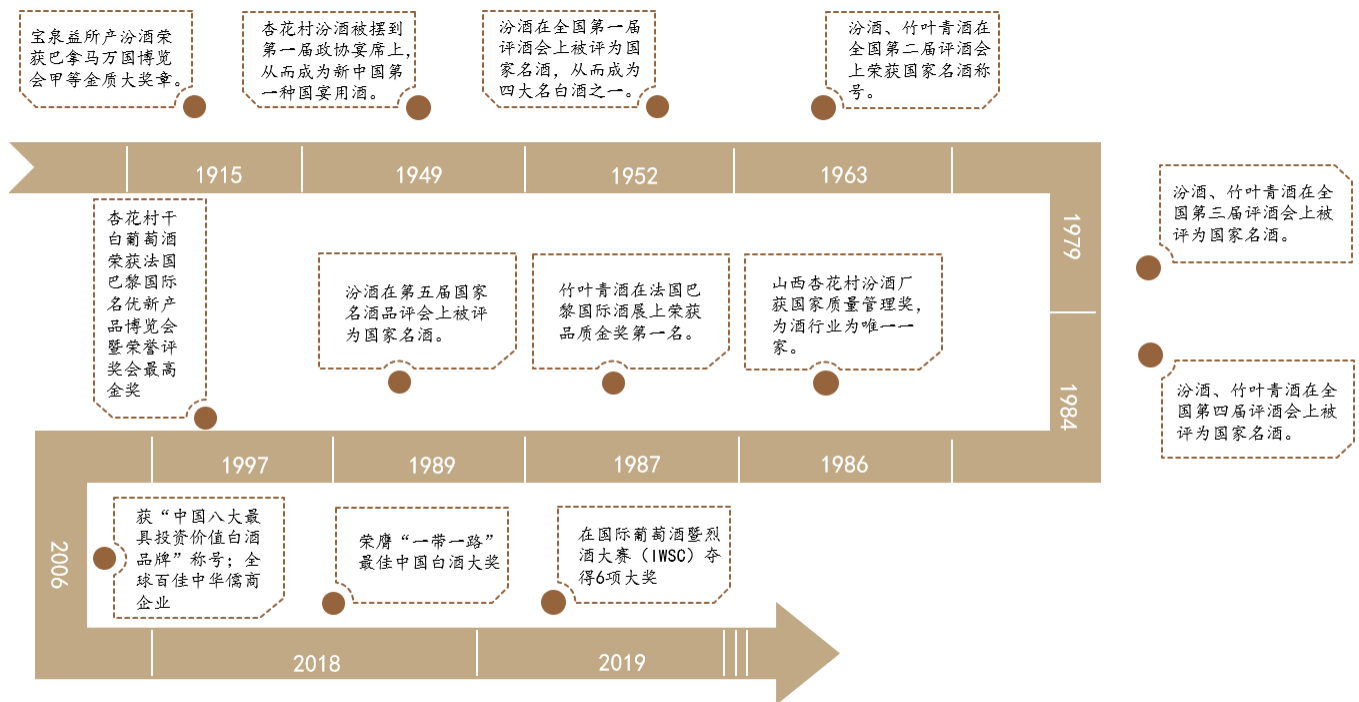 宝泉益所产汾酒荣
获巴拿马万国博览
会甲等金质大奖章。
杏花村汾酒被摆到
第一届政协宴席上，
从而成为新中国第
一种国宴用酒。
汾酒在全国第一届
评酒会上被评为国
家名酒，从而成为
四大名白酒之一。
汾酒、竹叶青酒在
全国第二届评酒会
上荣获国家名酒称
号。
1915
1949
1952
1963
1979
汾酒、竹叶青酒在全
国第三届评酒会上被
评为国家名酒。
1984
汾酒、竹叶青酒在全
国第四届评酒会上被
评为国家名酒。
山西杏花村汾酒厂
获国家质量管理奖，
为酒行业为唯一一
家。
竹叶青酒在法国巴
黎国际酒展上荣获
品质金奖第一名。
汾酒在第五届国家
名酒品评会上被评
为国家名酒。
杏花村干
白葡萄酒
荣获法国
巴黎国际
名优新产
品博览会
暨荣誉评
奖会最高
金奖
1986
1987
1989
1997
2006
获“中国八大最
具投资价值白酒
品牌”称号；全
球百佳中华儒商
企业
荣膺“一带一路”
最佳中国白酒大奖
在国际葡萄酒暨烈
酒大赛（IWSC）夺
得6项大奖
2018
2019